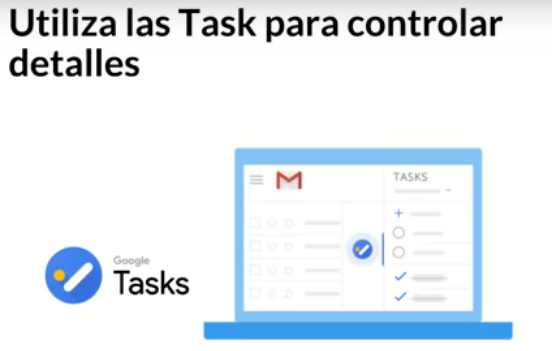 Utiliza las Task para controlar
detalles
TASKS
Google
Tasks